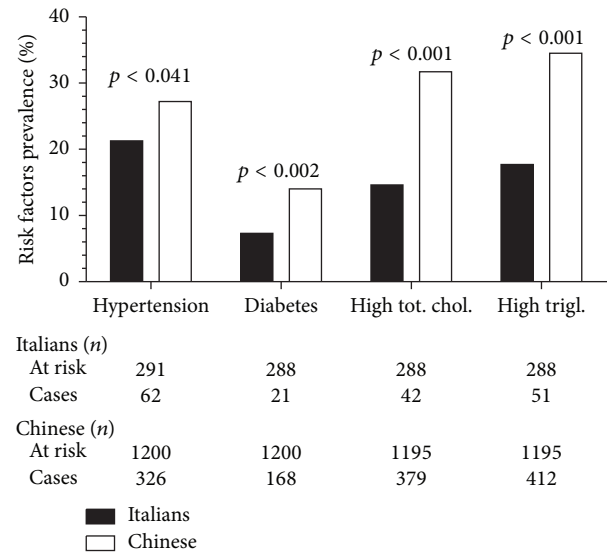 Risk factors prevalence (%)
40
30
20
10
0
p < 0.041
p < 0.002
p < 0.001
p < 0.001
Hypertension Diabetes High tot. chol. High trigl.
Italians (n)
At risk 291 288 288 288
Cases 62 21 42 51
Chinese (n)
At risk 1200 1200 1195 1195
Cases 326 168 379 412
Italians
Chinese